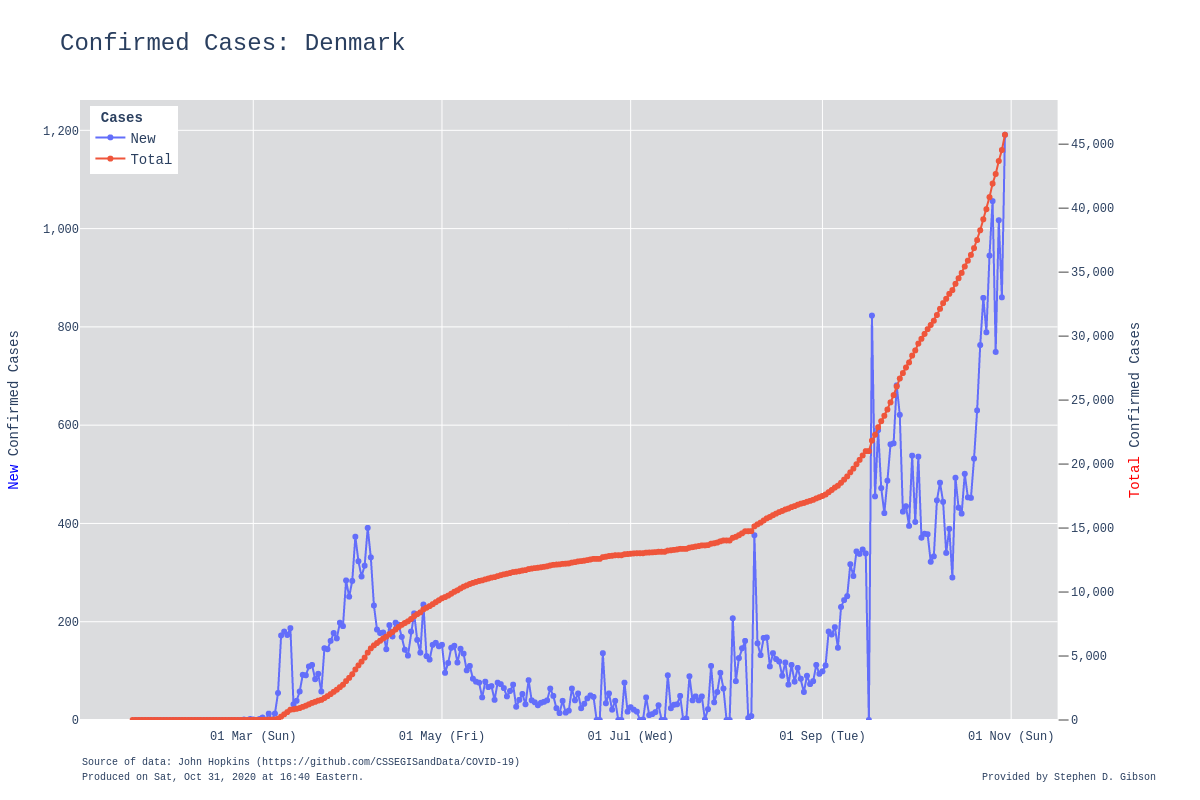 Confirmed Cases: Denmark
Cases
New
Total
1,200
1,000
800
600
400
200
0
New Confirmed Cases
45,000
40,000
35,000
30,000
25,000
20,000
15,000
10,000
5,000
0
Total Confirmed Cases
01 Mar (Sun) 01 May (Fri) 01 Jul (Wed) 01 Sep (Tue) 01 Nov (Sun)
Source of data: John Hopkins (https://github.com/CSSEGISandData/COVID-19)
Produced on Sat, Oct 31, 2020 at 16:40 Eastern.
Provided by Stephen D. Gibson